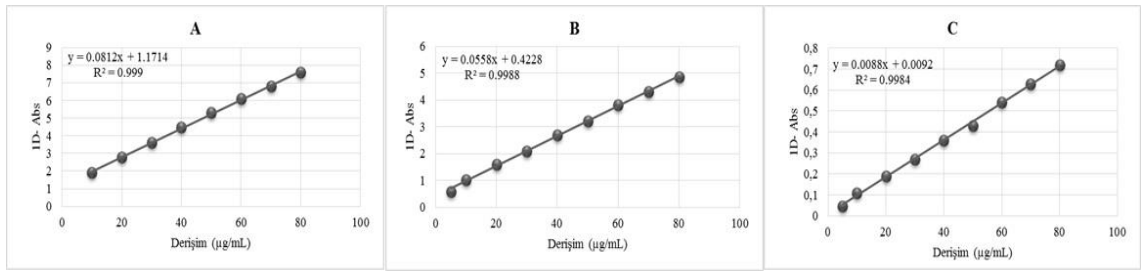 A
y = 0.0812x + 1.1714
R² = 0.999
9
8
7
6
5
4
3
2
1
0
0 20 40 60 80 100
1D- Abs
Derişim (µg/mL)
B
y = 0.0558x + 0.4228
R² = 0.9988
6
5
4
3
2
1
0
0 20 40 60 80 100
1D- Abs
Derişim (µg/mL)
C
y = 0.0088x + 0.0092
R² = 0.9984
0,8
0,7
0,6
0,5
0,4
0,3
0,2
0,1
0
0 20 40 60 80 100
1D- Abs
Derişim (µg/mL)